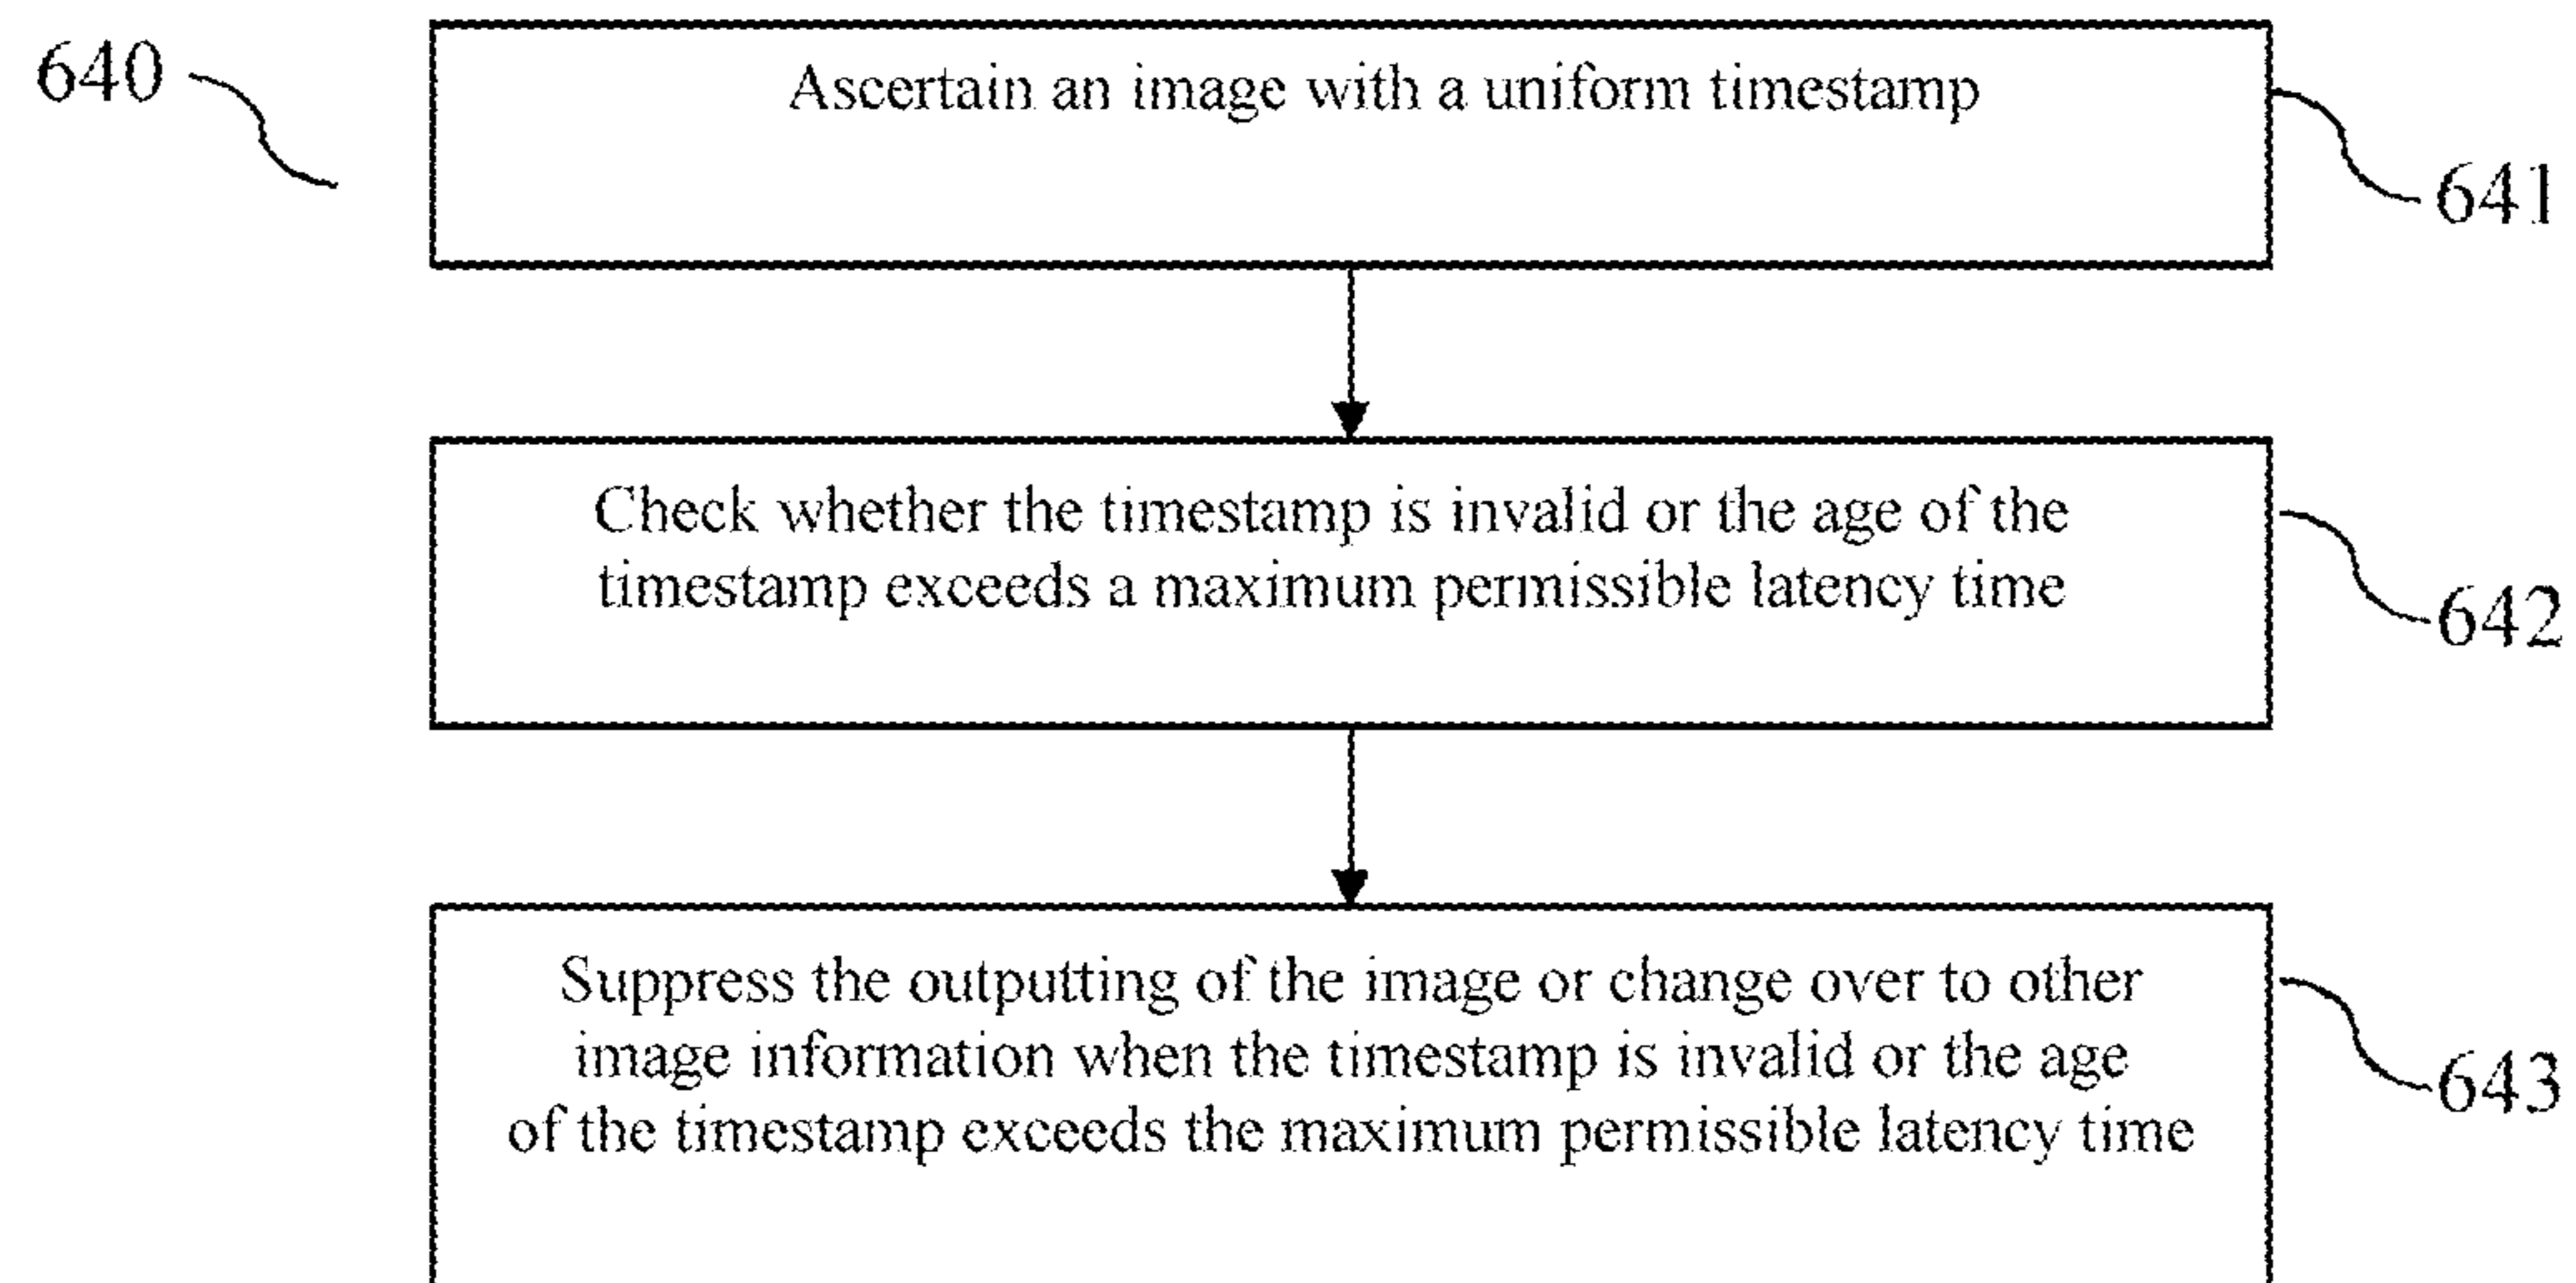 640
Ascertain an image with a uniform timestamp
641
Check whether the timestamp is invalid or the age of the
timestamp exceeds a maximum permissible latency time
642
Suppress the outputting of the image or change over to other
image information when the timestamp is invalid or the age
of the timestamp exceeds the maximum permissible latency time
643